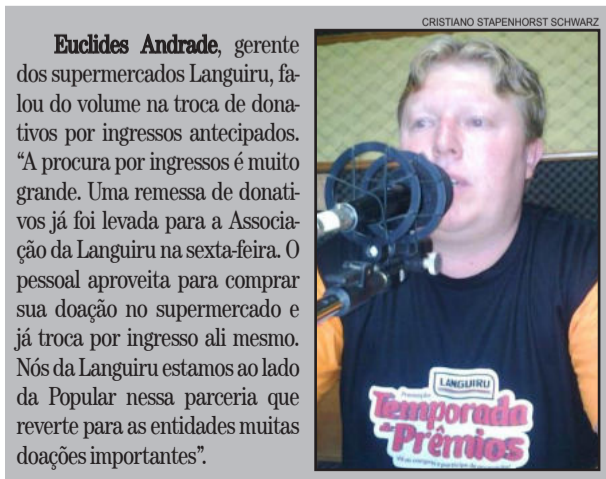 CRISTIANO STAPENHORST SCHWARZ
Euclides Andrade, gerente
dos supermercados Languiru, fa-
lou do volume na troca de dona-
tivos por ingressos antecipados.
“A procura por ingressos é muito
grande. Uma remessa de donati-
vos já foi levada para a Associa-
ção da Languiru na sexta-feira. O
pessoal aproveita para comprar
sua doação no supermercado e
já troca por ingresso ali mesmo.
Nós da Languiru estamos ao lado
da Popular nessa parceria que
reverte para as entidades muitas
doações importantes”.
LANGUIRU
Promoção
Temporada
de Prêmios